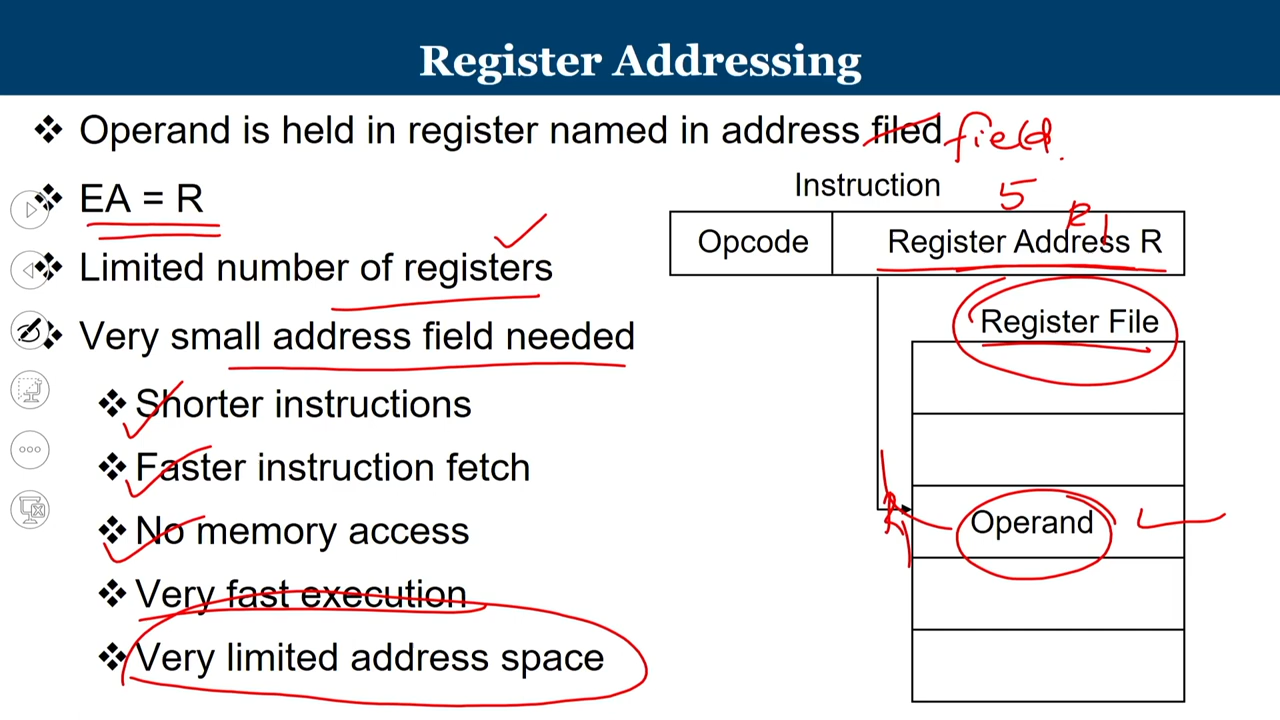 Register Addressing
❖ Operand is held in register named in address filed field.
❖ EA = R
❖ Limited number of registers
❖ Very small address field needed
❖ Shorter instructions
❖ Faster instruction fetch
❖ No memory access
❖ Very fast execution
❖ Very limited address space
Instruction
5
R1
Opcode Register Address R
Register File
R1 Operand